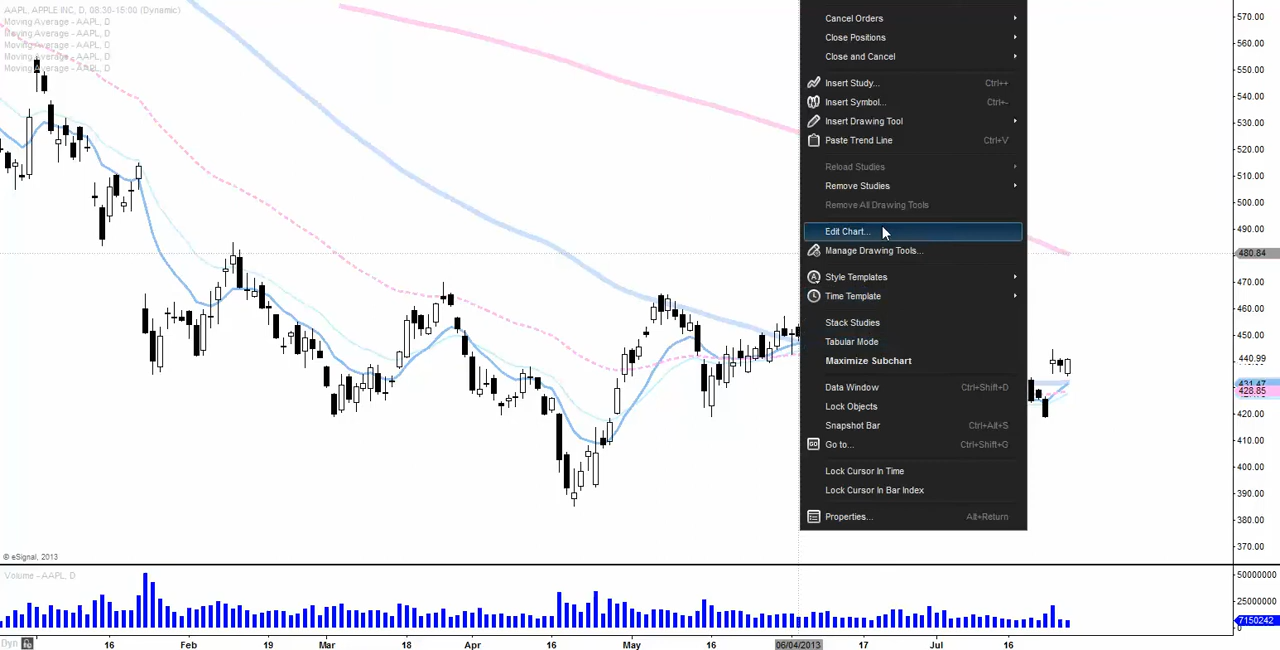 AAPL, APPLE INC, D, 08:30-15:00 (Dynamic)
Moving Average - AAPL, D
Moving Average - AAPL, D
Moving Average - AAPL, D
Moving Average - AAPL, D
Moving Average - AAPL, D
Cancel Orders
Close Positions
Close and Cancel
Insert Study... Ctrl++
Insert Symbol... Ctrl+-
Insert Drawing Tool
Paste Trend Line Ctrl+V
Reload Studies
Remove Studies
Remove All Drawing Tools
Edit Chart...
Manage Drawing Tools...
Style Templates
Time Template
Stack Studies
Tabular Mode
Maximize Subchart
Data Window Ctrl+Shift+D
Lock Objects
Snapshot Bar Ctrl+Alt+S
Go to... Ctrl+Shift+G
Lock Cursor In Time
Lock Cursor In Bar Index
Properties... Alt+Return
570.00
560.00
550.00
540.00
530.00
520.00
510.00
500.00
490.00
480.84
470.00
460.00
450.00
440.99
431.47
428.85
420.00
410.00
400.00
390.00
380.00
370.00
© eSignal, 2013
Volume - AAPL, D
50000000
25000000
7150242
0
Dyn
16 Feb 19 Mar 18 Apr 16 May 16 06/04/2013 17 Jul 16